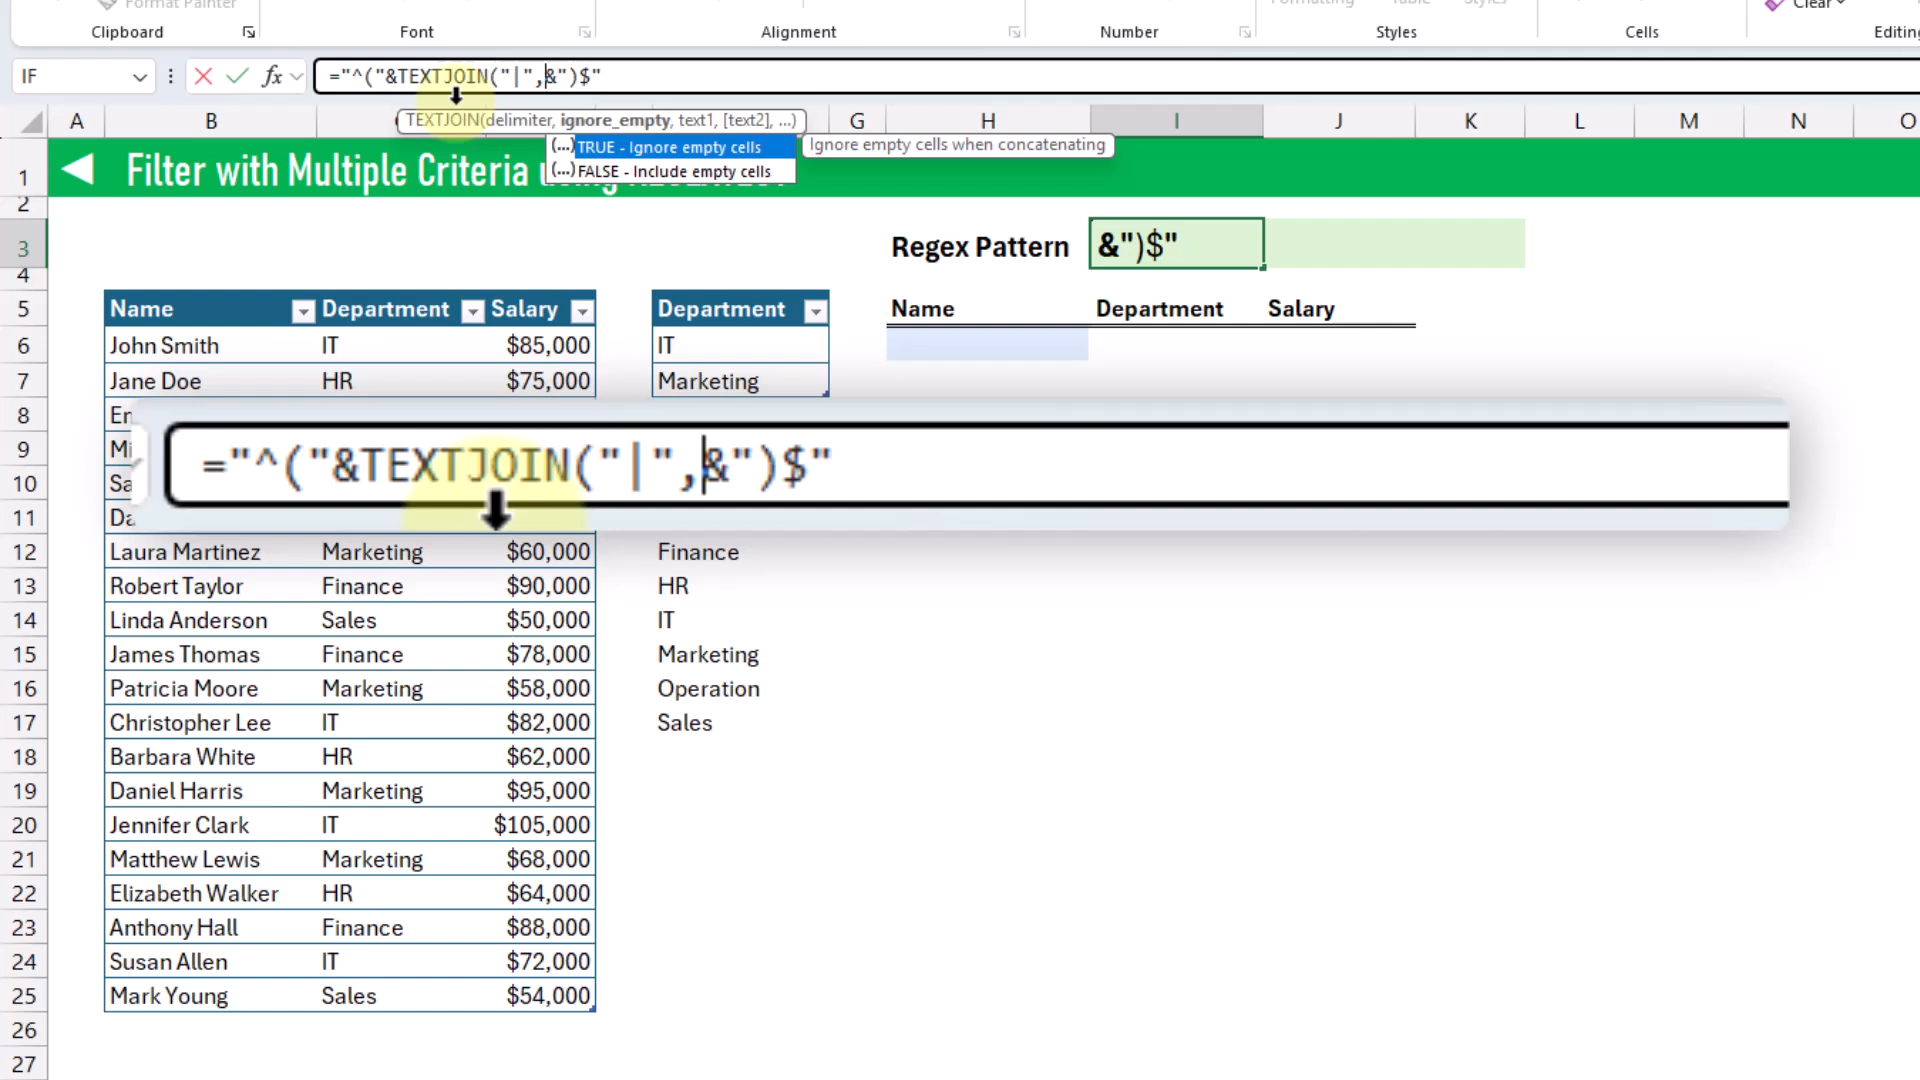 Format Painter
Formatting Table Styles
Clear
Clipboard Font Alignment Number Styles Cells Editing
IF fx ="^("&TEXTJOIN("|",&")$"
TEXTJOIN(delimiter, ignore_empty, text1, [text2], ...)
(...) TRUE - Ignore empty cells
Ignore empty cells when concatenating
(...) FALSE - Include empty cells
A B G H I J K L M N O
1 Filter with Multiple Criteria
2
3 Regex Pattern &")$"
4
5 Name Department Salary Department Name Department Salary
6 John Smith IT $85,000 IT
7 Jane Doe HR $75,000 Marketing
8
="^("&TEXTJOIN("|",&")$"
9
10 Sa
11
12 Laura Martinez Marketing $60,000 Finance
13 Robert Taylor Finance $90,000 HR
14 Linda Anderson Sales $50,000 IT
15 James Thomas Finance $78,000 Marketing
16 Patricia Moore Marketing $58,000 Operation
17 Christopher Lee IT $82,000 Sales
18 Barbara White HR $62,000
19 Daniel Harris Marketing $95,000
20 Jennifer Clark IT $105,000
21 Matthew Lewis Marketing $68,000
22 Elizabeth Walker HR $64,000
23 Anthony Hall Finance $88,000
24 Susan Allen IT $72,000
25 Mark Young Sales $54,000
26
27